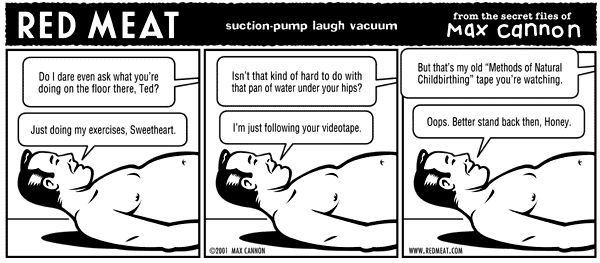 RED MEAT
suction-pump laugh vacuum
from the secret files of
Max cannon
Do I dare even ask what you're
doing on the floor there, Ted?
Just doing my exercises, Sweetheart.
Isn't that kind of hard to do with
that pan of water under your hips?
I'm just following your videotape.
©2001 MAX CANNON
But that's my old “Methods of Natural
Childbirthing” tape you're watching.
Oops. Better stand back then, Honey.
WWW.REDMEAT.COM